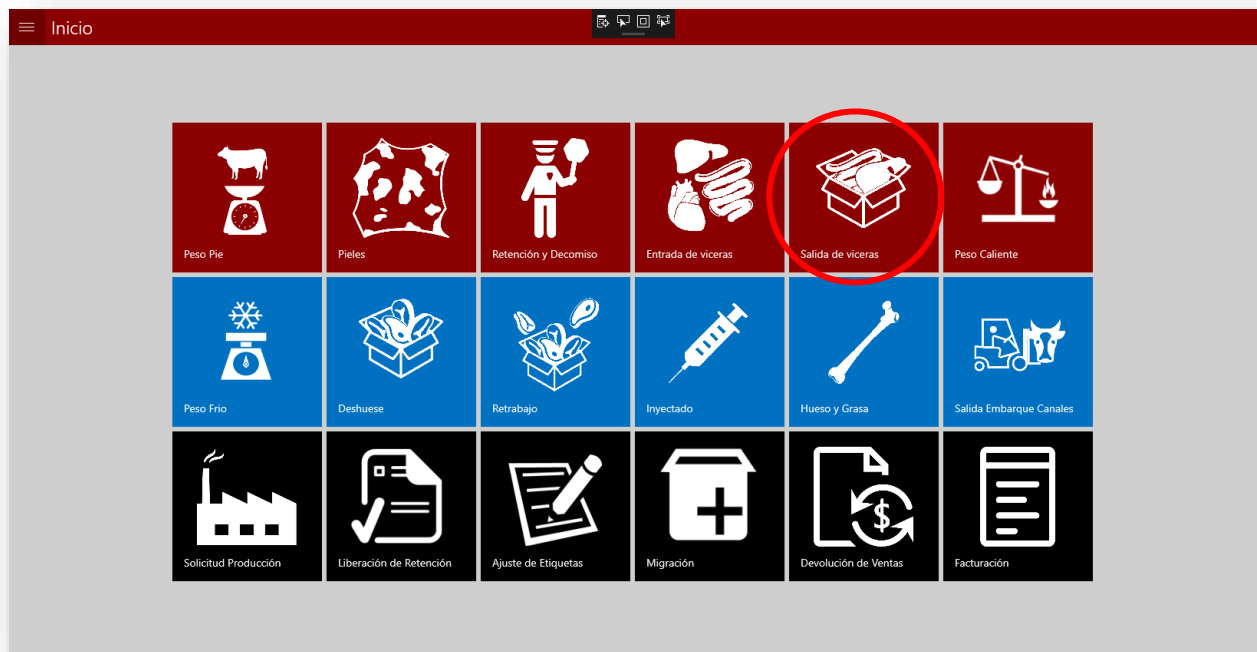 Inicio
Peso Pie
Pieles
Retención y Decomiso
Entrada de viceras
Salida de viceras
Peso Caliente
Peso Frio
Deshuese
Retrabajo
Inyectado
Hueso y Grasa
Salida Embarque Canales
Solicitud Producción
Liberación de Retención
Ajuste de Etiquetas
Migración
Devolución de Ventas
Facturación